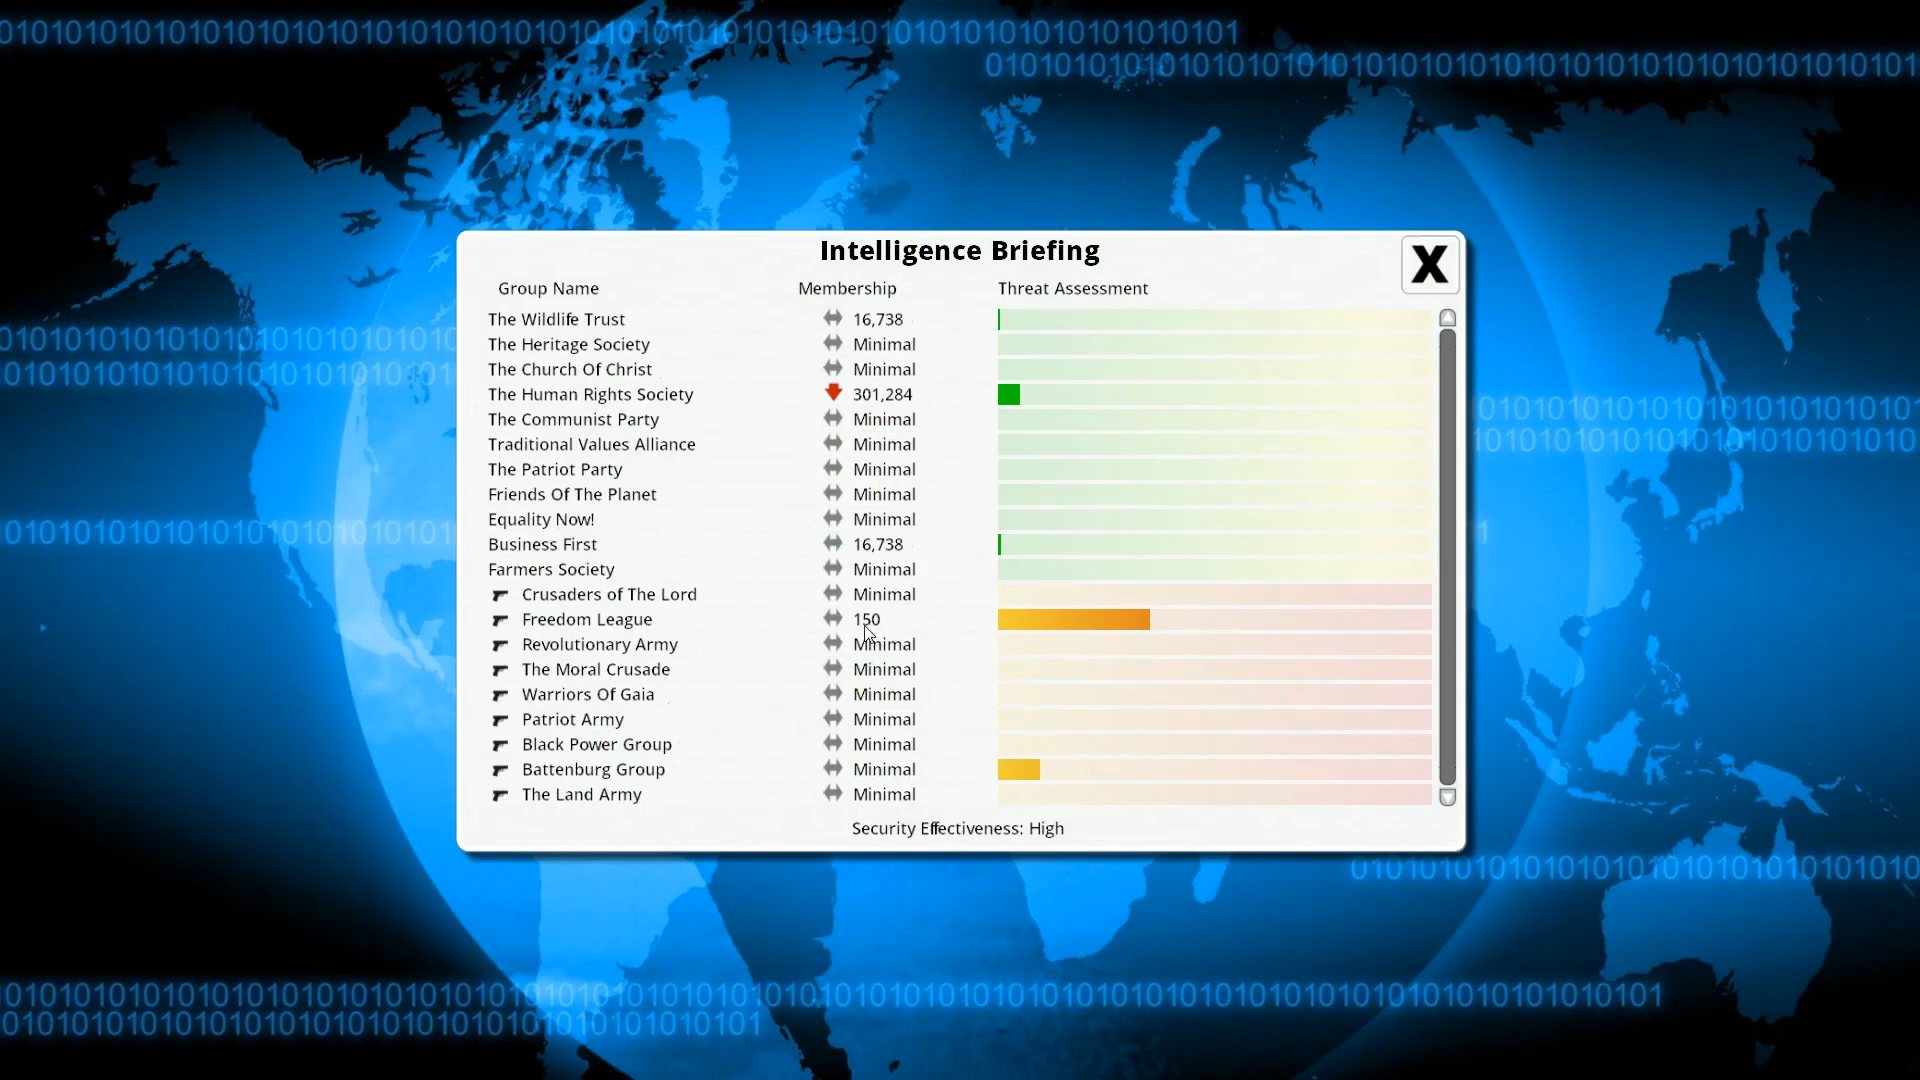 01010101010101010101010101010101010101010101010101010101010101010101
Intelligence Briefing
X
Group Name Membership Threat Assessment
The Wildlife Trust 16,738
The Heritage Society Minimal
The Church Of Christ Minimal
The Human Rights Society 301,284
The Communist Party Minimal
Traditional Values Alliance Minimal
The Patriot Party Minimal
Friends Of The Planet Minimal
Equality Now! Minimal
Business First 16,738
Farmers Society Minimal
Crusaders of The Lord Minimal
Freedom League 150
Revolutionary Army Minimal
The Moral Crusade Minimal
Warriors Of Gaia Minimal
Patriot Army Minimal
Black Power Group Minimal
Battenburg Group Minimal
The Land Army Minimal
Security Effectiveness: High